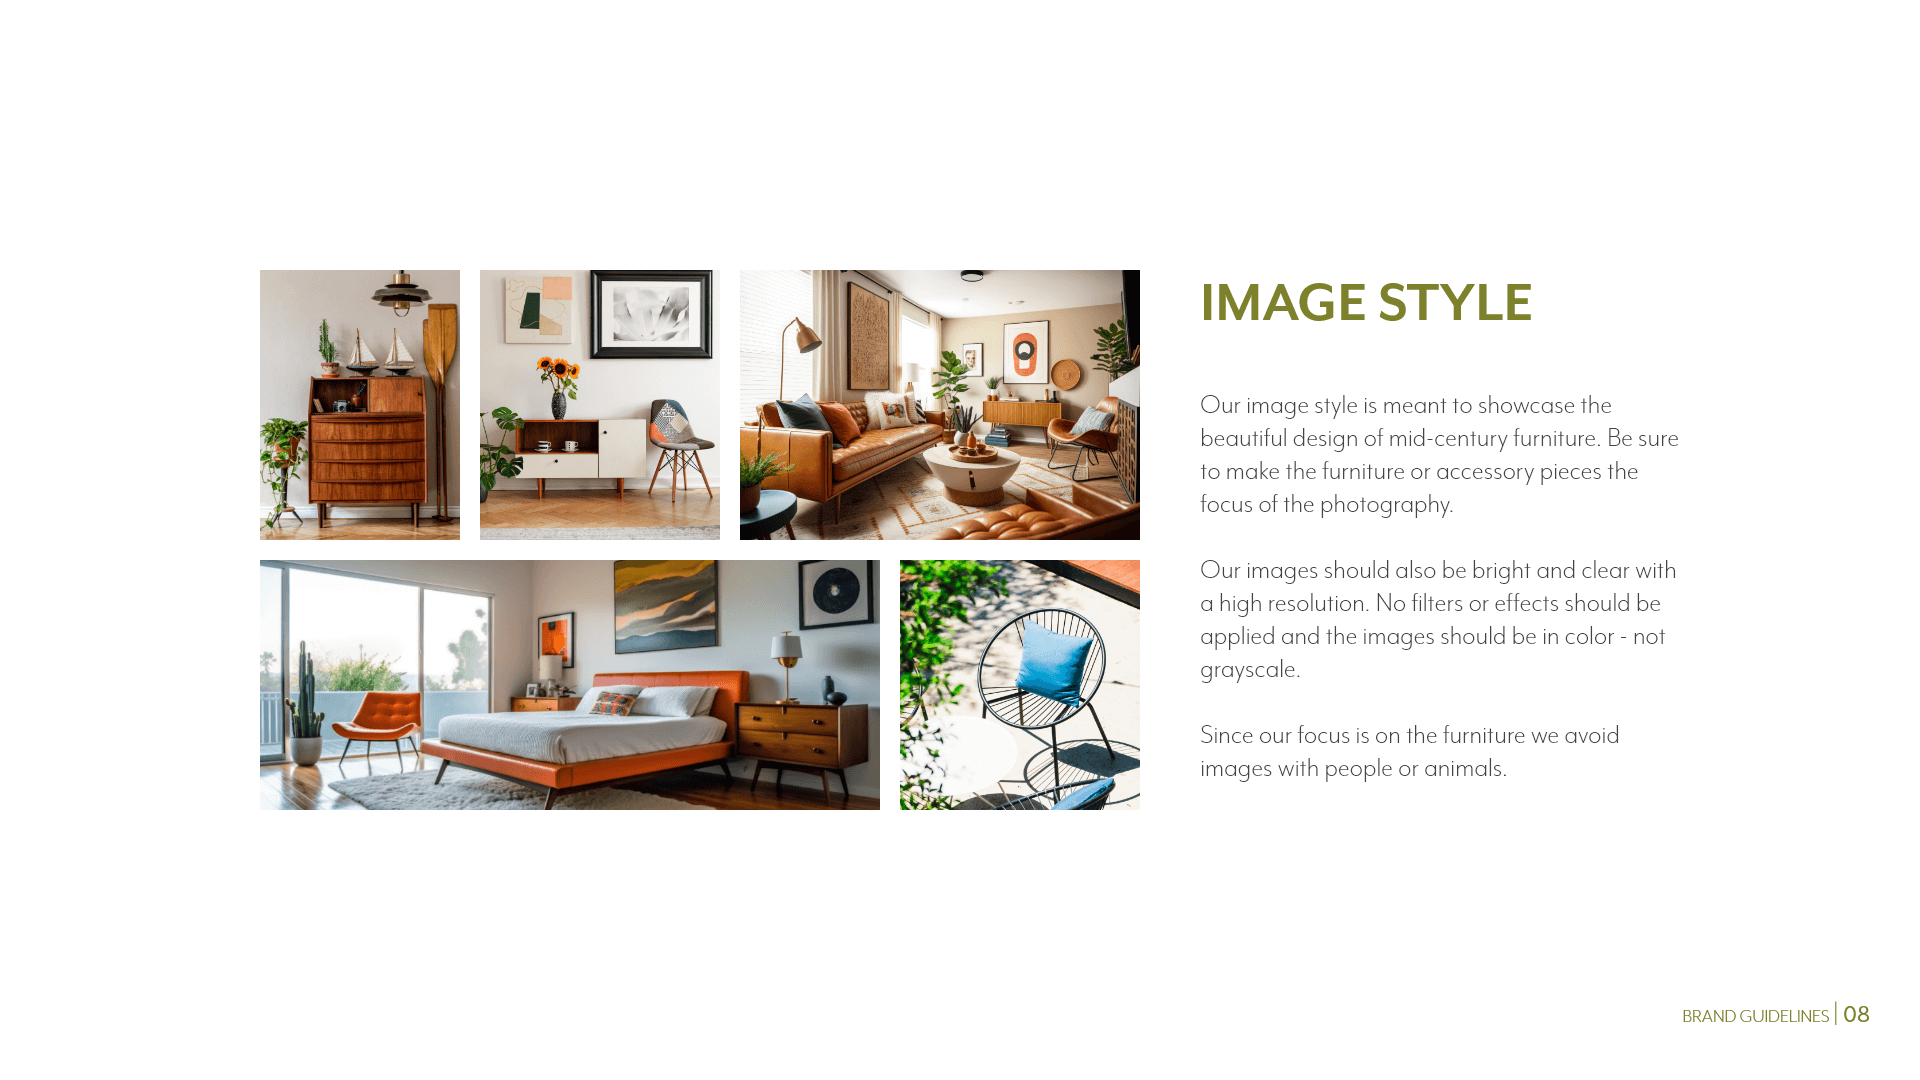 IMAGE STYLE
Our image style is meant to showcase the
beautiful design of mid-century furniture. Be sure
to make the furniture or accessory pieces the
focus of the photography.
Our images should also be bright and clear with
a high resolution. No filters or effects should be
applied and the images should be in color - not
grayscale.
Since our focus is on the furniture we avoid
images with people or animals.
BRAND GUIDELINES | 08